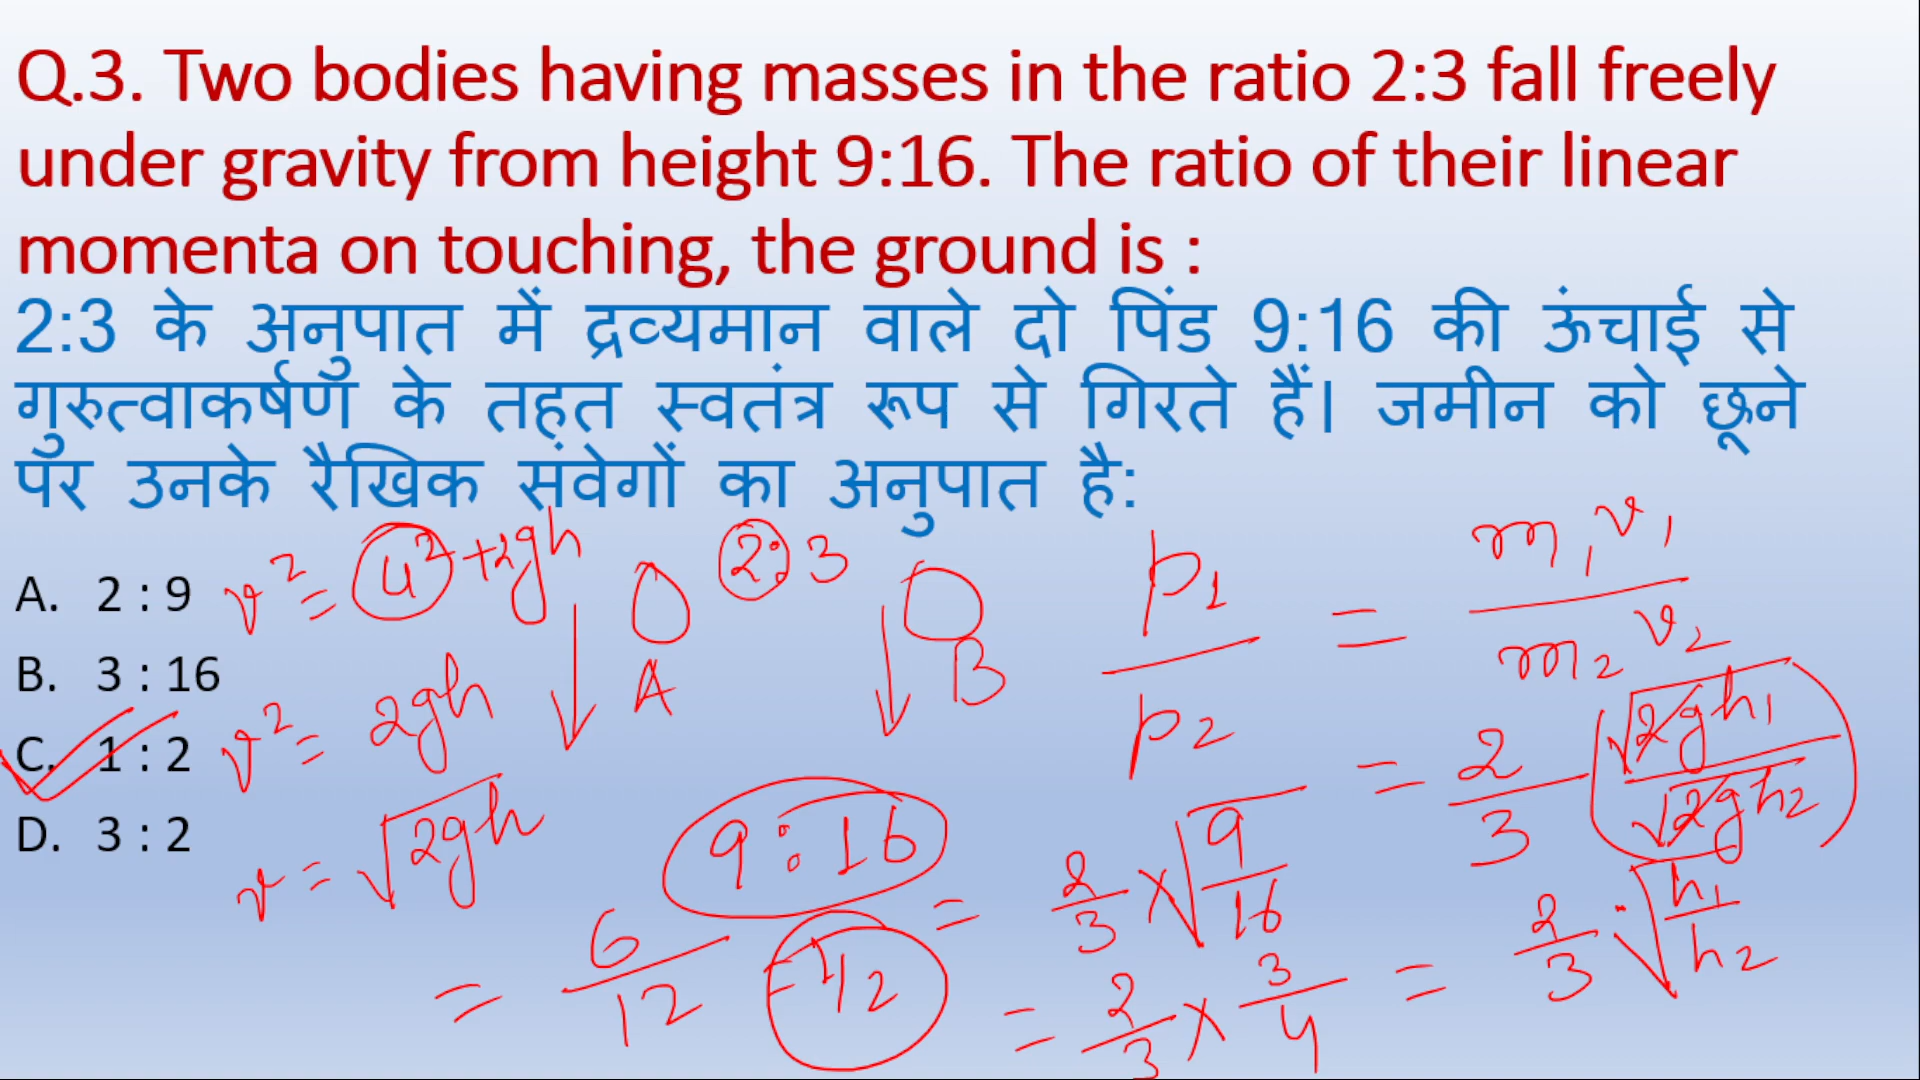 Q.3. Two bodies having masses in the ratio 2:3 fall freely
under gravity from height 9:16. The ratio of their linear
momenta on touching, the ground is :
2:3 के अनुपात में द्रव्यमान वाले दो पिंड 9:16 की ऊंचाई से
गुरुत्वाकर्षण के तहत स्वतंत्र रूप से गिरते हैं। जमीन को छूने
पर उनके रैखिक संवेगों का अनुपात है:
A. 2 : 9
B. 3 : 16
C. 1 : 2
D. 3 : 2
v² = u² + 2gh
v² = 2gh
v = √2gh
2:3
A B
9:16
p₁/p₂ = m₁v₁/m₂v₂
= 2/3 (√2gh₁/√2gh₂)
= 2/3 · √h₁/h₂
= 2/3 × √9/16
= 2/3 × 3/4
= 6/12 = 1/2